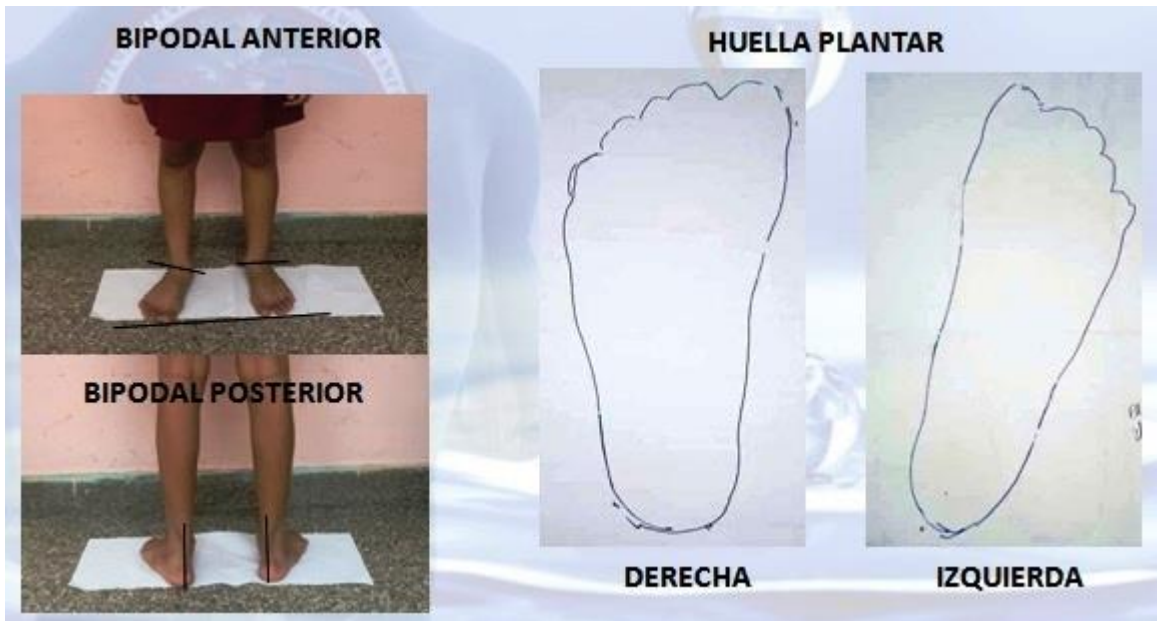 BIPODAL ANTERIOR
HUELLA PLANTAR
BIPODAL POSTERIOR
DERECHA
IZQUIERDA